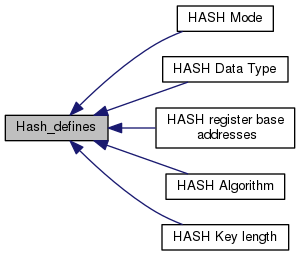 HASH Mode
HASH Data Type
Hash_defines
HASH register base
addresses
HASH Algorithm
HASH Key length